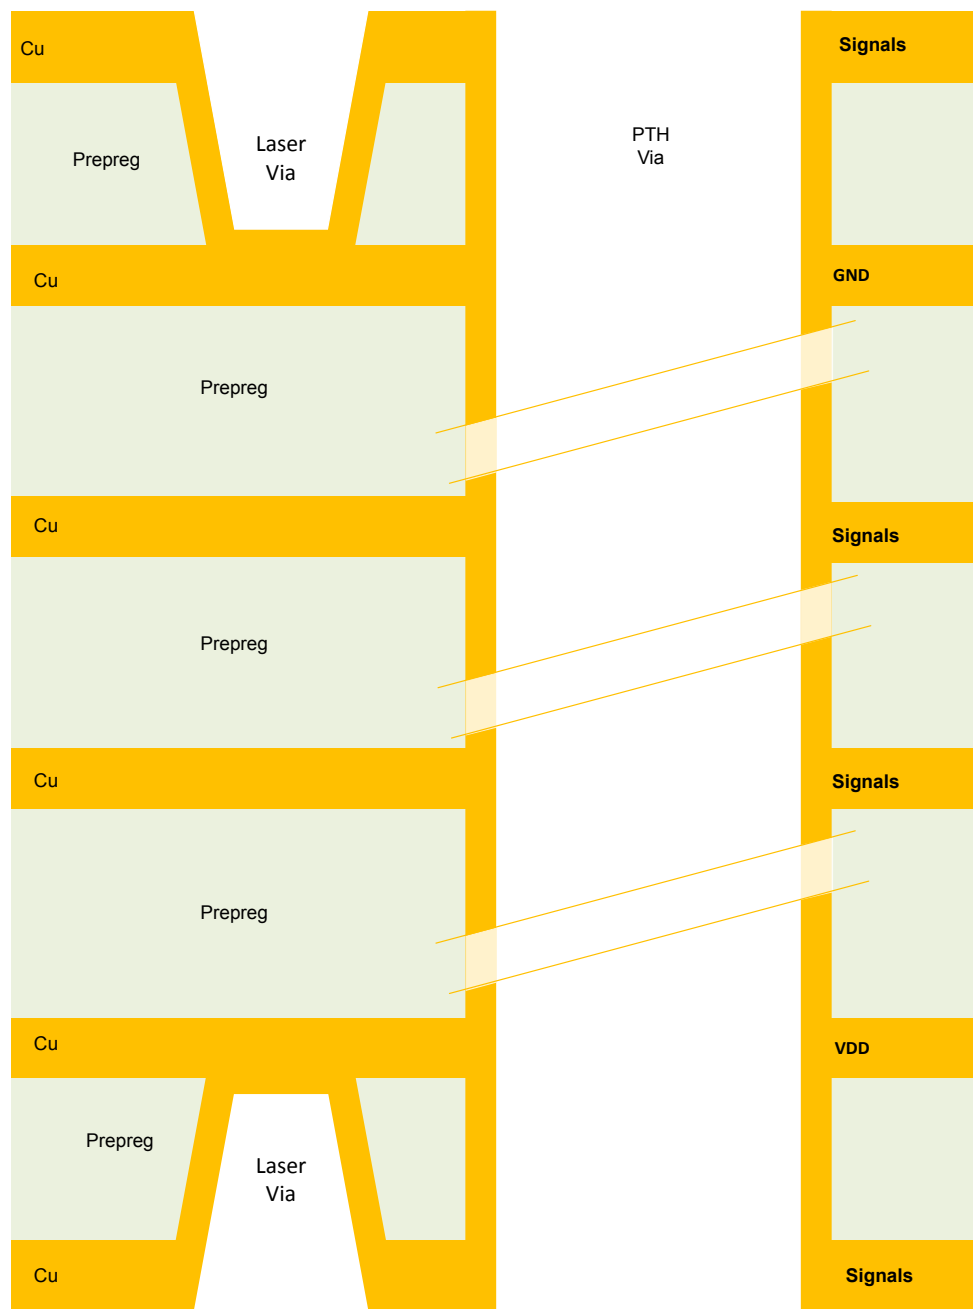 Cu
Signals
Prepreg
Laser
Via
PTH
Via
Cu
GND
Prepreg
Cu
Signals
Prepreg
Cu
Signals
Prepreg
Cu
VDD
Prepreg
Laser
Via
Cu
Signals